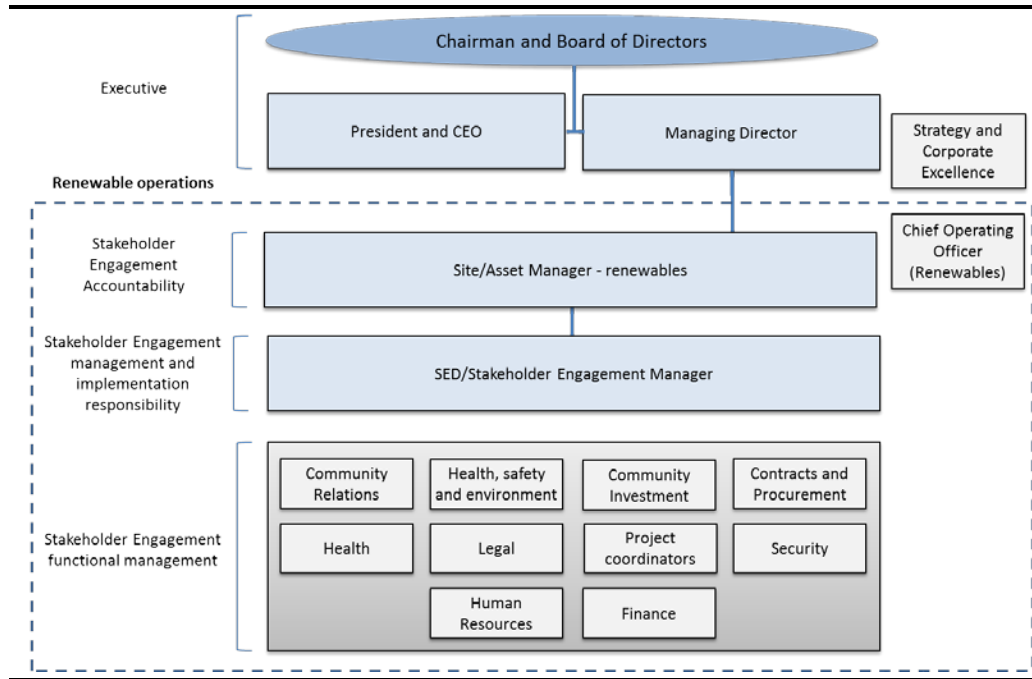 Chairman and Board of Directors
Executive
President and CEO
Managing Director
Strategy and
Corporate
Excellence
Renewable operations
Stakeholder
Engagement
Accountability
Site/Asset Manager - renewables
Chief Operating
Officer
(Renewables)
Stakeholder Engagement
management and
implementation
responsibility
SED/Stakeholder Engagement Manager
Stakeholder Engagement
functional management
Community
Relations
Health, safety
and environment
Community
Investment
Contracts and
Procurement
Health
Legal
Project
coordinators
Security
Human
Resources
Finance